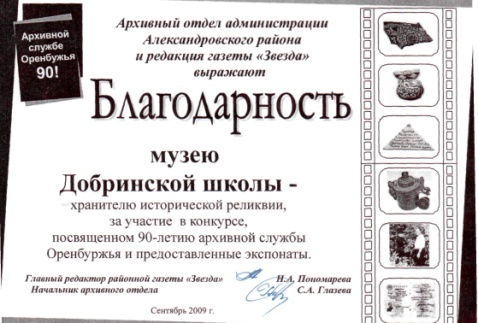 Архивной
службе
Оренбужья
90!
Архивный отдел администрации
Александровского района
и редакция газеты «Звезда»
выражают
Благодарность
музею
Добринской школы -
хранителю исторической реликвии,
за участие в конкурсе,
посвященном 90-летию архивной службы
Оренбуржья и предоставленные экспонаты.
Главный редактор районной газеты «Звезда» Н.А. Пономарева
Начальник архивного отдела С.А. Глазева
Сентябрь 2009 г.